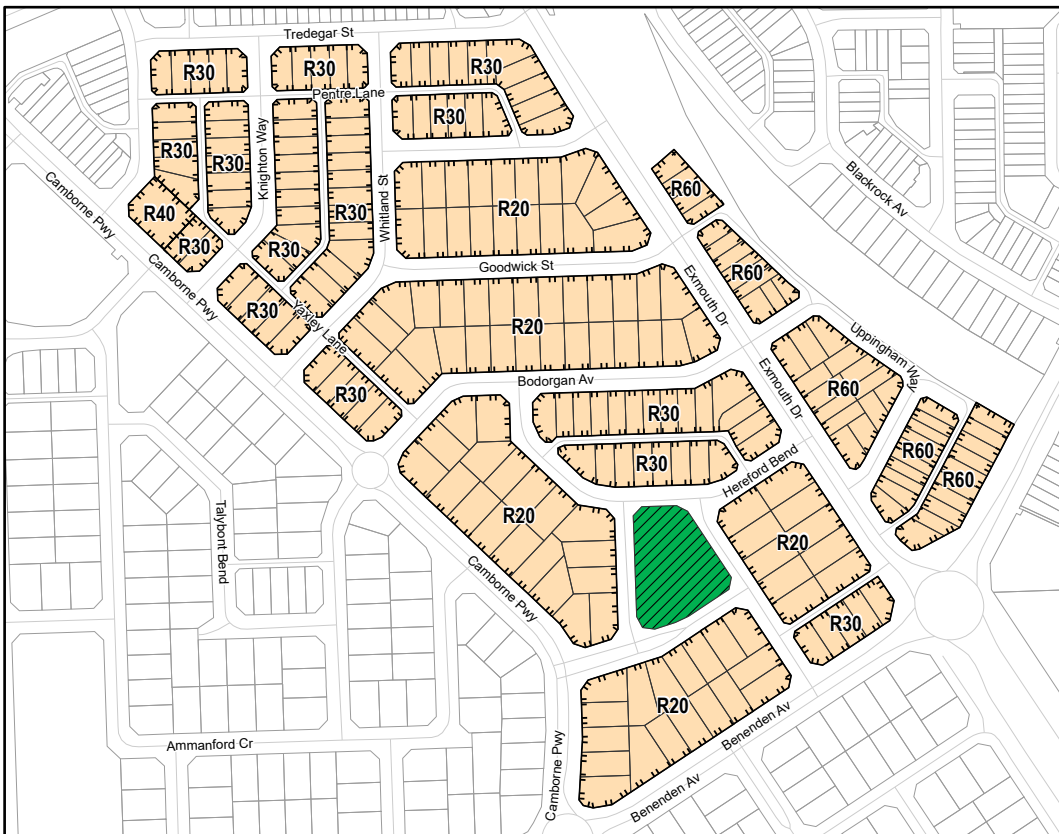 Tredegar St
R30
R30
R30
Pentre Lane
R30
R30
R30
Knighton Way
Blackrock Av
R60
Camborne Pwy
R40
R30
Whitland St
R20
R30
R30
Camborne Pwy
Goodwick St
R60
Exmouth Dr
R30
Yaxley Lane
R20
Uppingham Way
Bodorgan Av
Exmouth Dr
R60
R30
R30
R30
R60
R60
Hereford Bend
R20
Talybont Bend
R20
Camborne Pwy
R30
R20
Benenden Av
Ammanford Cr
Camborne Pwy
Benenden Av